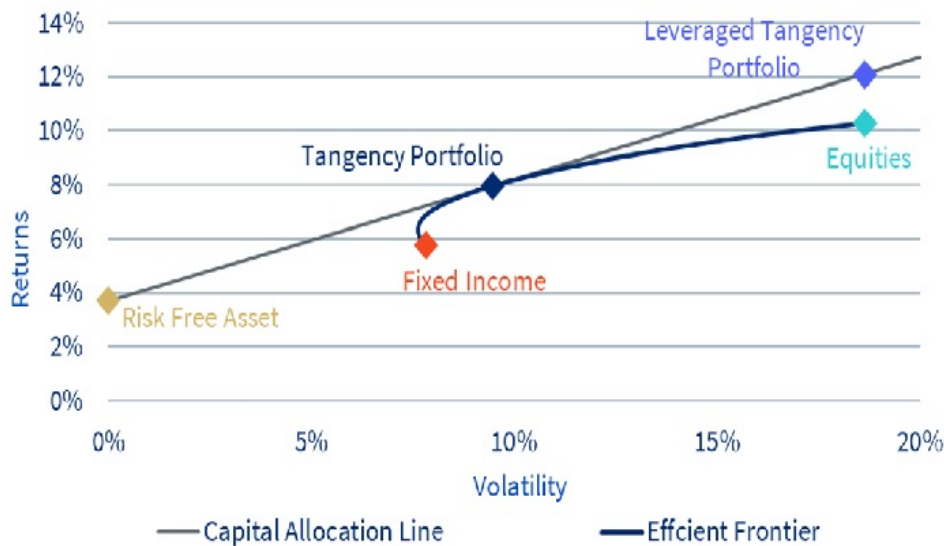 14%
Leveraged Tangency
12%
Portfolio
10%
Tangency Portfolio
Equities
8%
6%
Fixed Income
4%
Risk Free Asset
2%
0%
Returns
0%
5%
10%
15%
20%
Volatility
Capital Allocation Line
Effcient Frontier